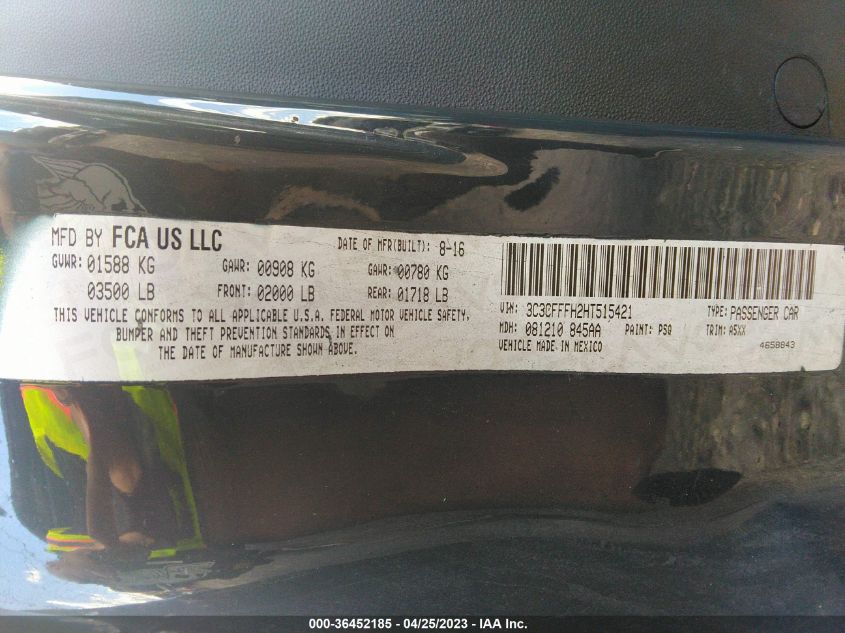 MFD BY FCA US LLC DATE OF MFR(BUILT): 8-16
GVWR: 01588 KG GAWR: 00908 KG GAWR: 00780 KG
03500 LB FRONT: 02000 LB REAR: 01718 LB
THIS VEHICLE CONFORMS TO ALL APPLICABLE U.S.A. FEDERAL MOTOR VEHICLE SAFETY,
BUMPER AND THEFT PREVENTION STANDARDS IN EFFECT ON
THE DATE OF MANUFACTURE SHOWN ABOVE.
VIN: 3C3CFFFH2HT515421 TYPE: PASSENGER CAR
MDH: 081210 845AA PAINT: PSQ TRIM: A5XX
VEHICLE MADE IN MEXICO 4658843
000-36452185 - 04/25/2023 - IAA Inc.